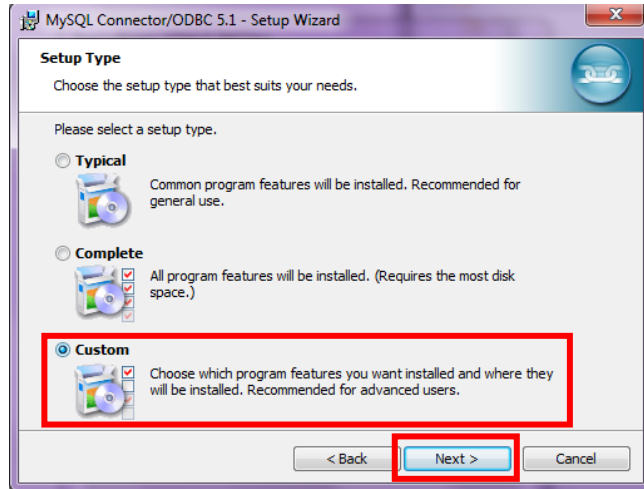 MySQL Connector/ODBC 5.1 - Setup Wizard
Setup Type
Choose the setup type that best suits your needs.
Please select a setup type.
Typical
Common program features will be installed. Recommended for
general use.
Complete
All program features will be installed. (Requires the most disk
space.)
Custom
Choose which program features you want installed and where they
will be installed. Recommended for advanced users.
< Back Next > Cancel